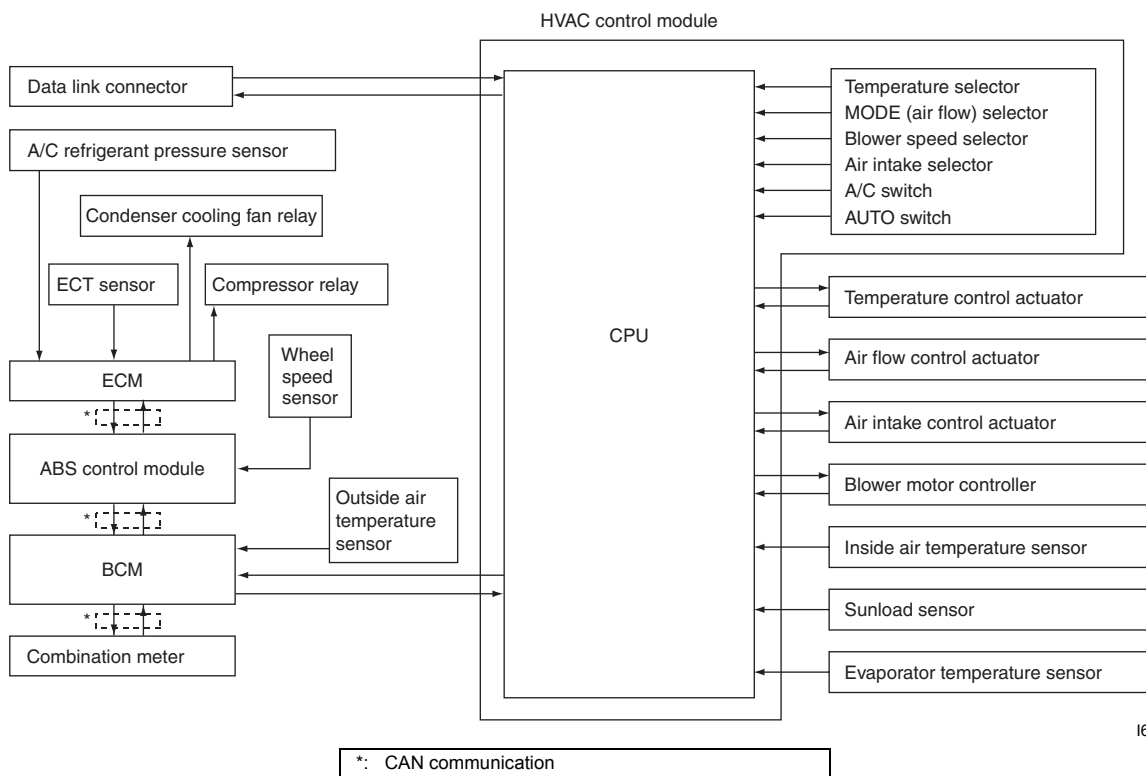 HVAC control module
Data link connector
A/C refrigerant pressure sensor
Condenser cooling fan relay
ECT sensor
Compressor relay
ECM
Wheel
speed
sensor
*
ABS control module
*
Outside air
temperature
sensor
BCM
*
Combination meter
CPU
Temperature selector
MODE (air flow) selector
Blower speed selector
Air intake selector
A/C switch
AUTO switch
Temperature control actuator
Air flow control actuator
Air intake control actuator
Blower motor controller
Inside air temperature sensor
Sunload sensor
Evaporator temperature sensor
I6
*: CAN communication